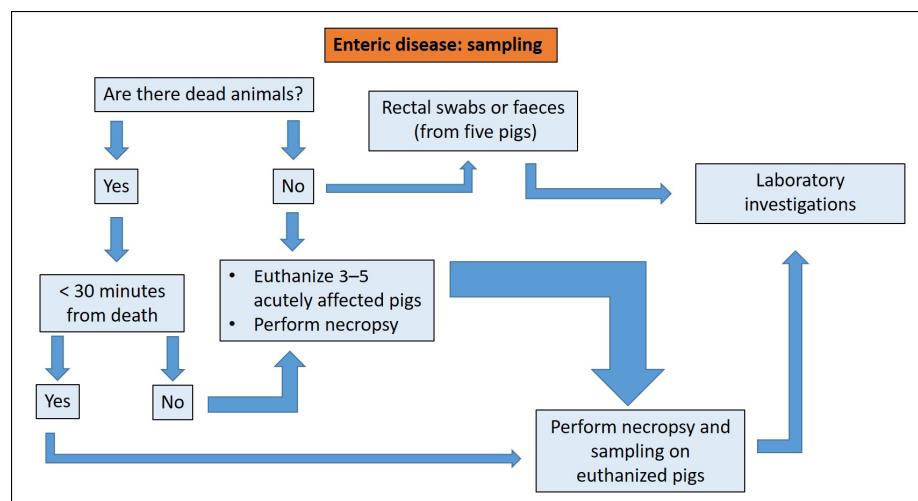 Enteric disease: sampling
Are there dead animals?
Rectal swabs or faeces
(from five pigs)
Yes
No
Laboratory
investigations
< 30 minutes
from death
• Euthanize 3–5
acutely affected pigs
• Perform necropsy
Yes
No
Perform necropsy and
sampling on
euthanized pigs